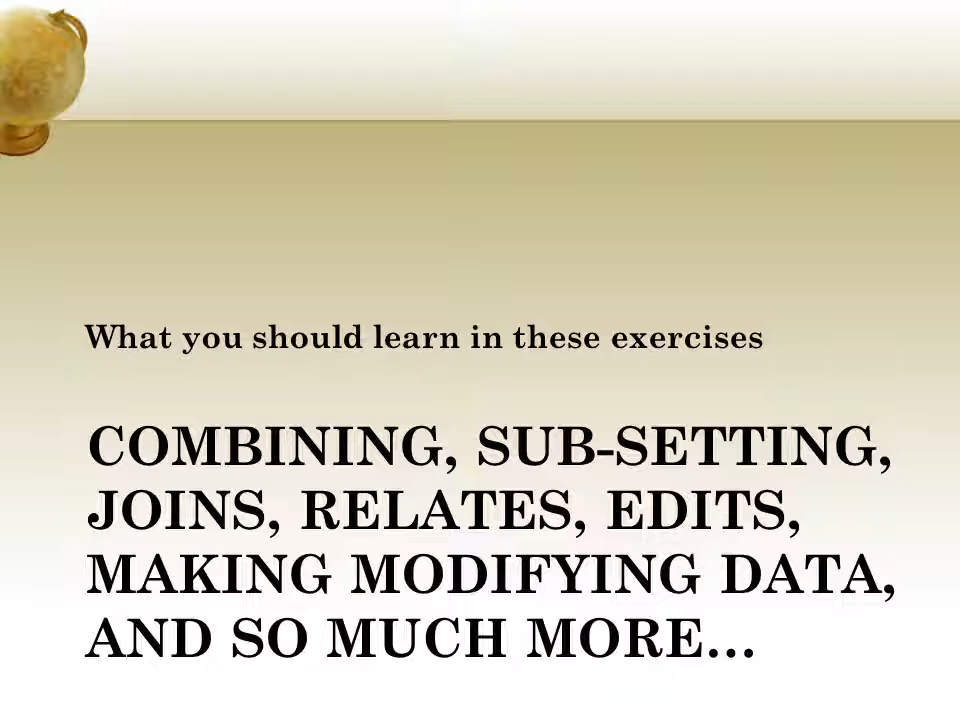 What you should learn in these exercises
COMBINING, SUB-SETTING,
JOINS, RELATES, EDITS,
MAKING MODIFYING DATA,
AND SO MUCH MORE…